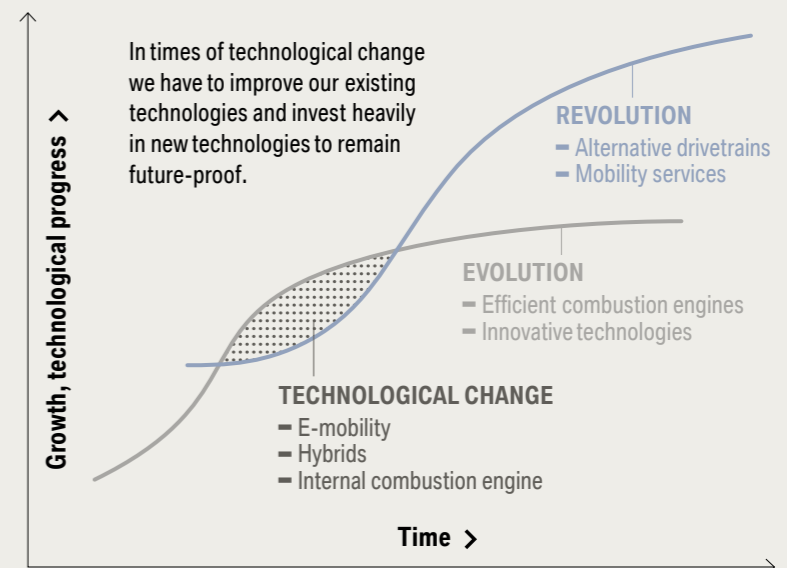 In times of technological change
we have to improve our existing
technologies and invest heavily
in new technologies to remain
future-proof.
Growth, technological progress >
REVOLUTION
– Alternative drivetrains
– Mobility services
EVOLUTION
– Efficient combustion engines
– Innovative technologies
TECHNOLOGICAL CHANGE
– E-mobility
– Hybrids
– Internal combustion engine
Time >